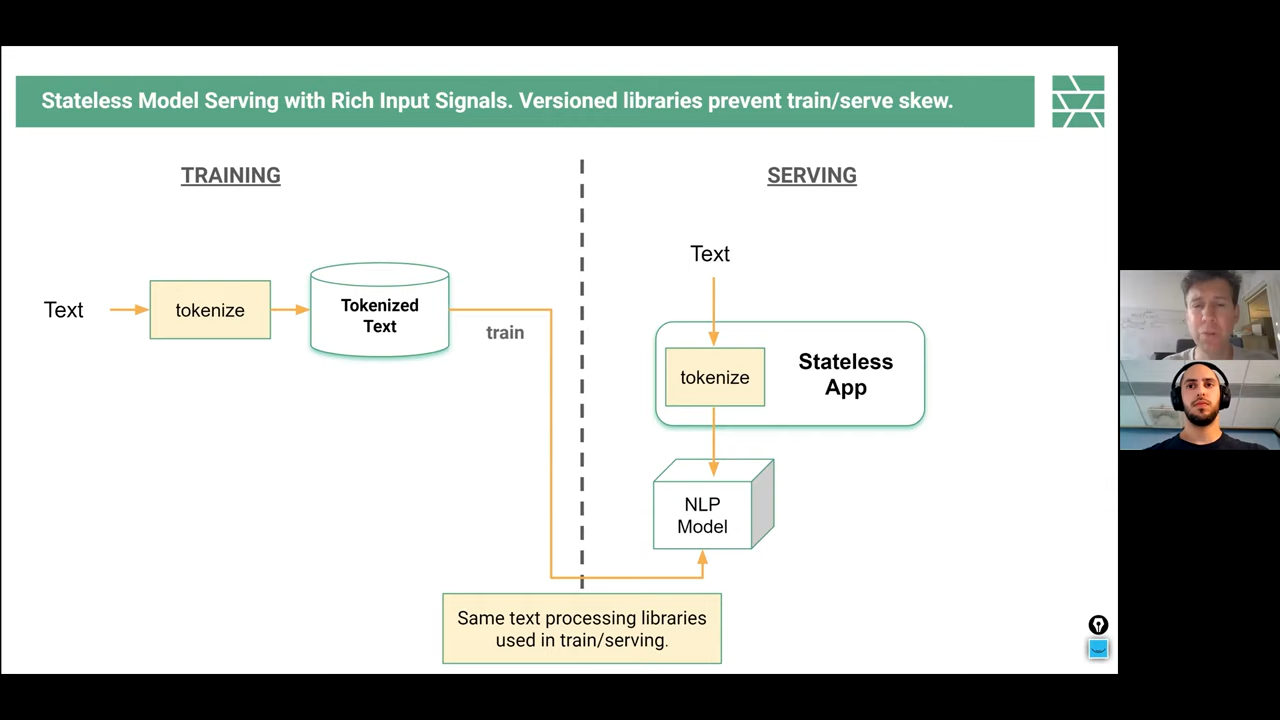 Stateless Model Serving with Rich Input Signals. Versioned libraries prevent train/serve skew.
TRAINING
SERVING
Text
tokenize
Tokenized
Text
train
Text
tokenize
Stateless
App
NLP
Model
Same text processing libraries
used in train/serving.